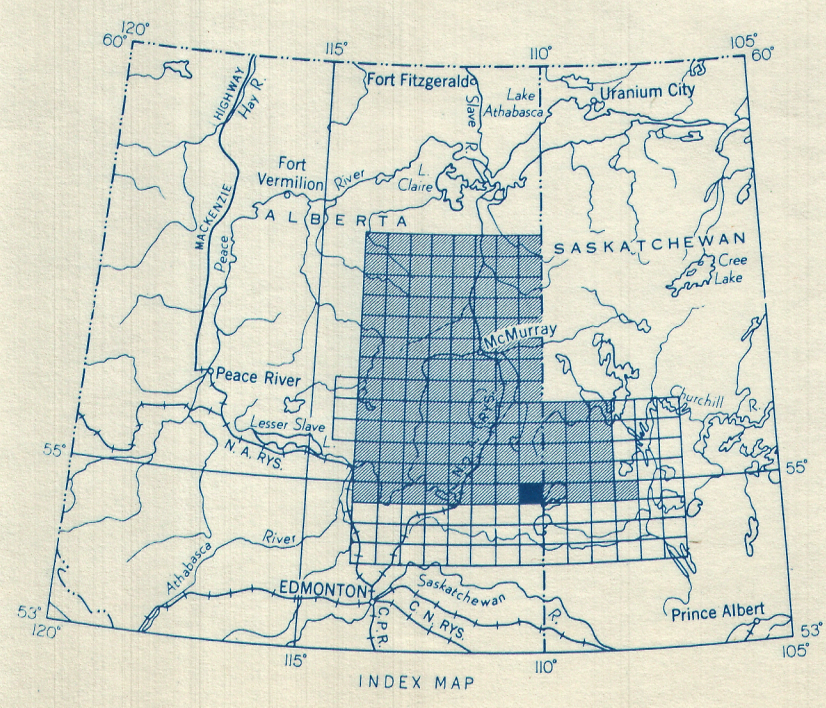 120°
60°
115°
110°
105°
60°
HIGHWAY
Hay R.
Fort Fitzgerald
Slave R.
Lake
Athabasca
Uranium City
Fort
Vermilion
River
L.
Claire
MACKENZIE
Peace
ALBERTA
SASKATCHEWAN
Cree
Lake
McMurray
Peace River
Lesser Slave
L.
N. A. RYS.
N. A. RYS.
Churchill
R.
55°
55°
Athabasca
River
EDMONTON
Saskatchewan
R.
C. N. RYS.
C.P.R.
Prince Albert
53°
120°
115°
110°
53°
105°
INDEX MAP